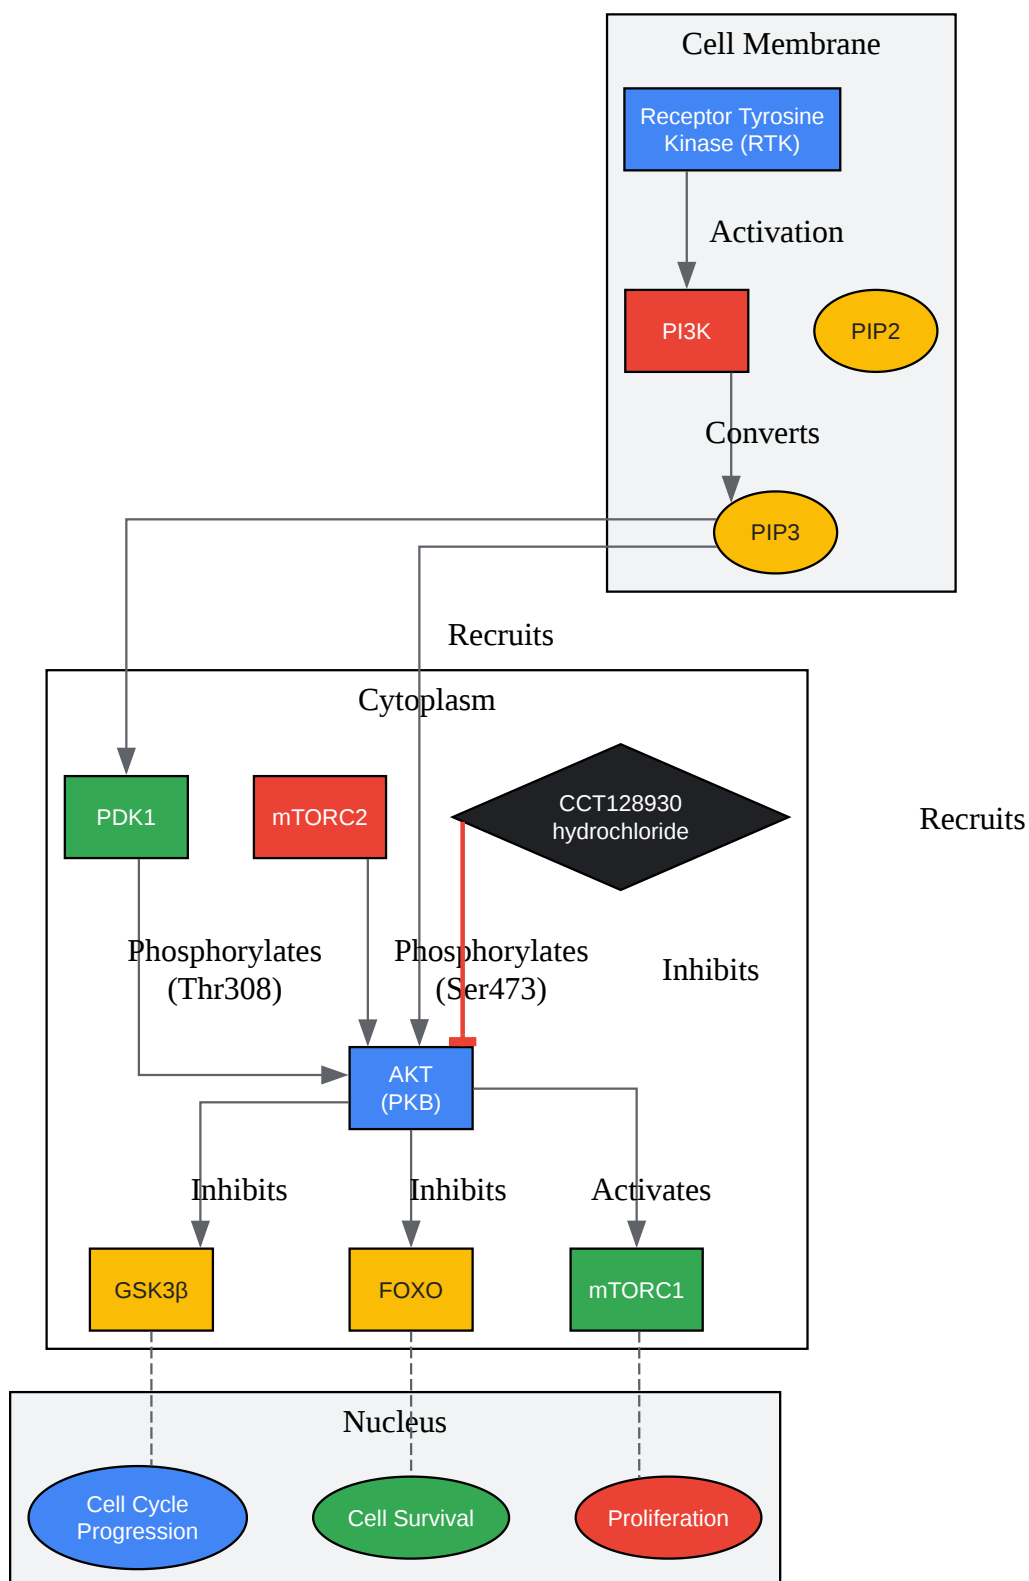 Cell Membrane
Receptor Tyrosine
Kinase (RTK)
Activation
PI3K
PIP2
Converts
PIP3
Recruits
Cytoplasm
PDK1
mTORC2
CCT128930
hydrochloride
Recruits
Phosphorylates
(Thr308)
Phosphorylates
(Ser473)
Inhibits
AKT
(PKB)
Inhibits
Inhibits
Activates
GSK3β
FOXO
mTORC1
Nucleus
Cell Cycle
Progression
Cell Survival
Proliferation